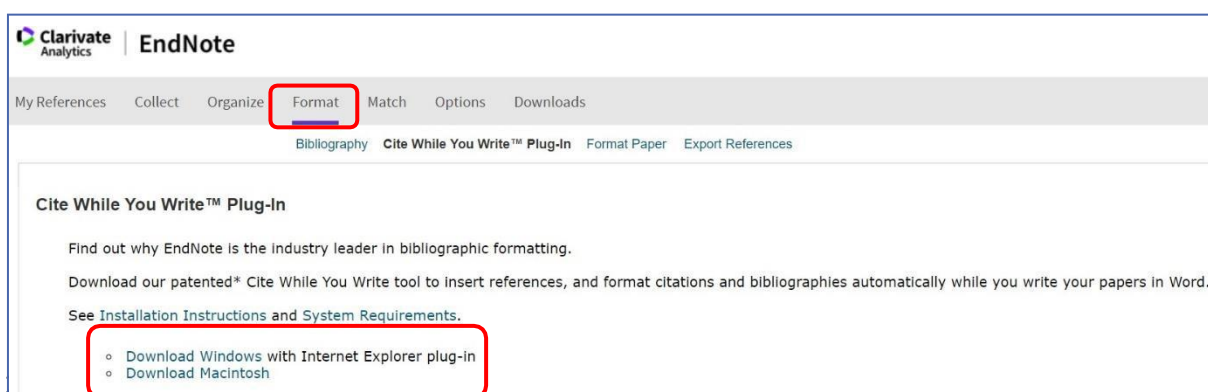 Clarivate
Analytics
EndNote
My References Collect Organize Format Match Options Downloads
Bibliography Cite While You Write™ Plug-In Format Paper Export References
Cite While You Write™ Plug-In
Find out why EndNote is the industry leader in bibliographic formatting.
Download our patented* Cite While You Write tool to insert references, and format citations and bibliographies automatically while you write your papers in Word.
See Installation Instructions and System Requirements.
◦ Download Windows with Internet Explorer plug-in
◦ Download Macintosh